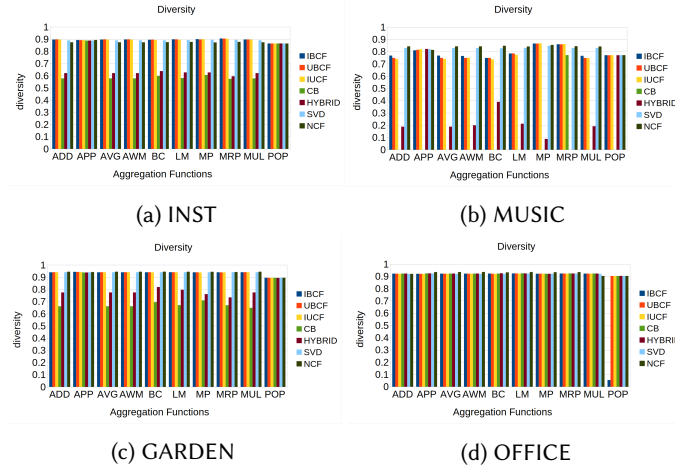 Diversity
1
0.9
0.8
0.7
0.6
0.5
0.4
0.3
0.2
0.1
0
diversity
ADD APP AVG AWM BC LM MP MRP MUL POP
Aggregation Functions
IBCF
UBCF
IUCF
CB
HYBRID
SVD
NCF
(a) INST
Diversity
1
0.9
0.8
0.7
0.6
0.5
0.4
0.3
0.2
0.1
0
diversity
ADD APP AVG AWM BC LM MP MRP MUL POP
Aggregation Functions
IBCF
UBCF
IUCF
CB
HYBRID
SVD
NCF
(b) MUSIC
Diversity
1
0.9
0.8
0.7
0.6
0.5
0.4
0.3
0.2
0.1
0
diversity
ADD APP AVG AWM BC LM MP MRP MUL POP
Aggregation Functions
IBCF
UBCF
IUCF
CB
HYBRID
SVD
NCF
(c) GARDEN
Diversity
1
0.9
0.8
0.7
0.6
0.5
0.4
0.3
0.2
0.1
0
diversity
ADD APP AVG AWM BC LM MP MRP MUL POP
Aggregation Functions
IBCF
UBCF
IUCF
CB
HYBRID
SVD
NCF
(d) OFFICE